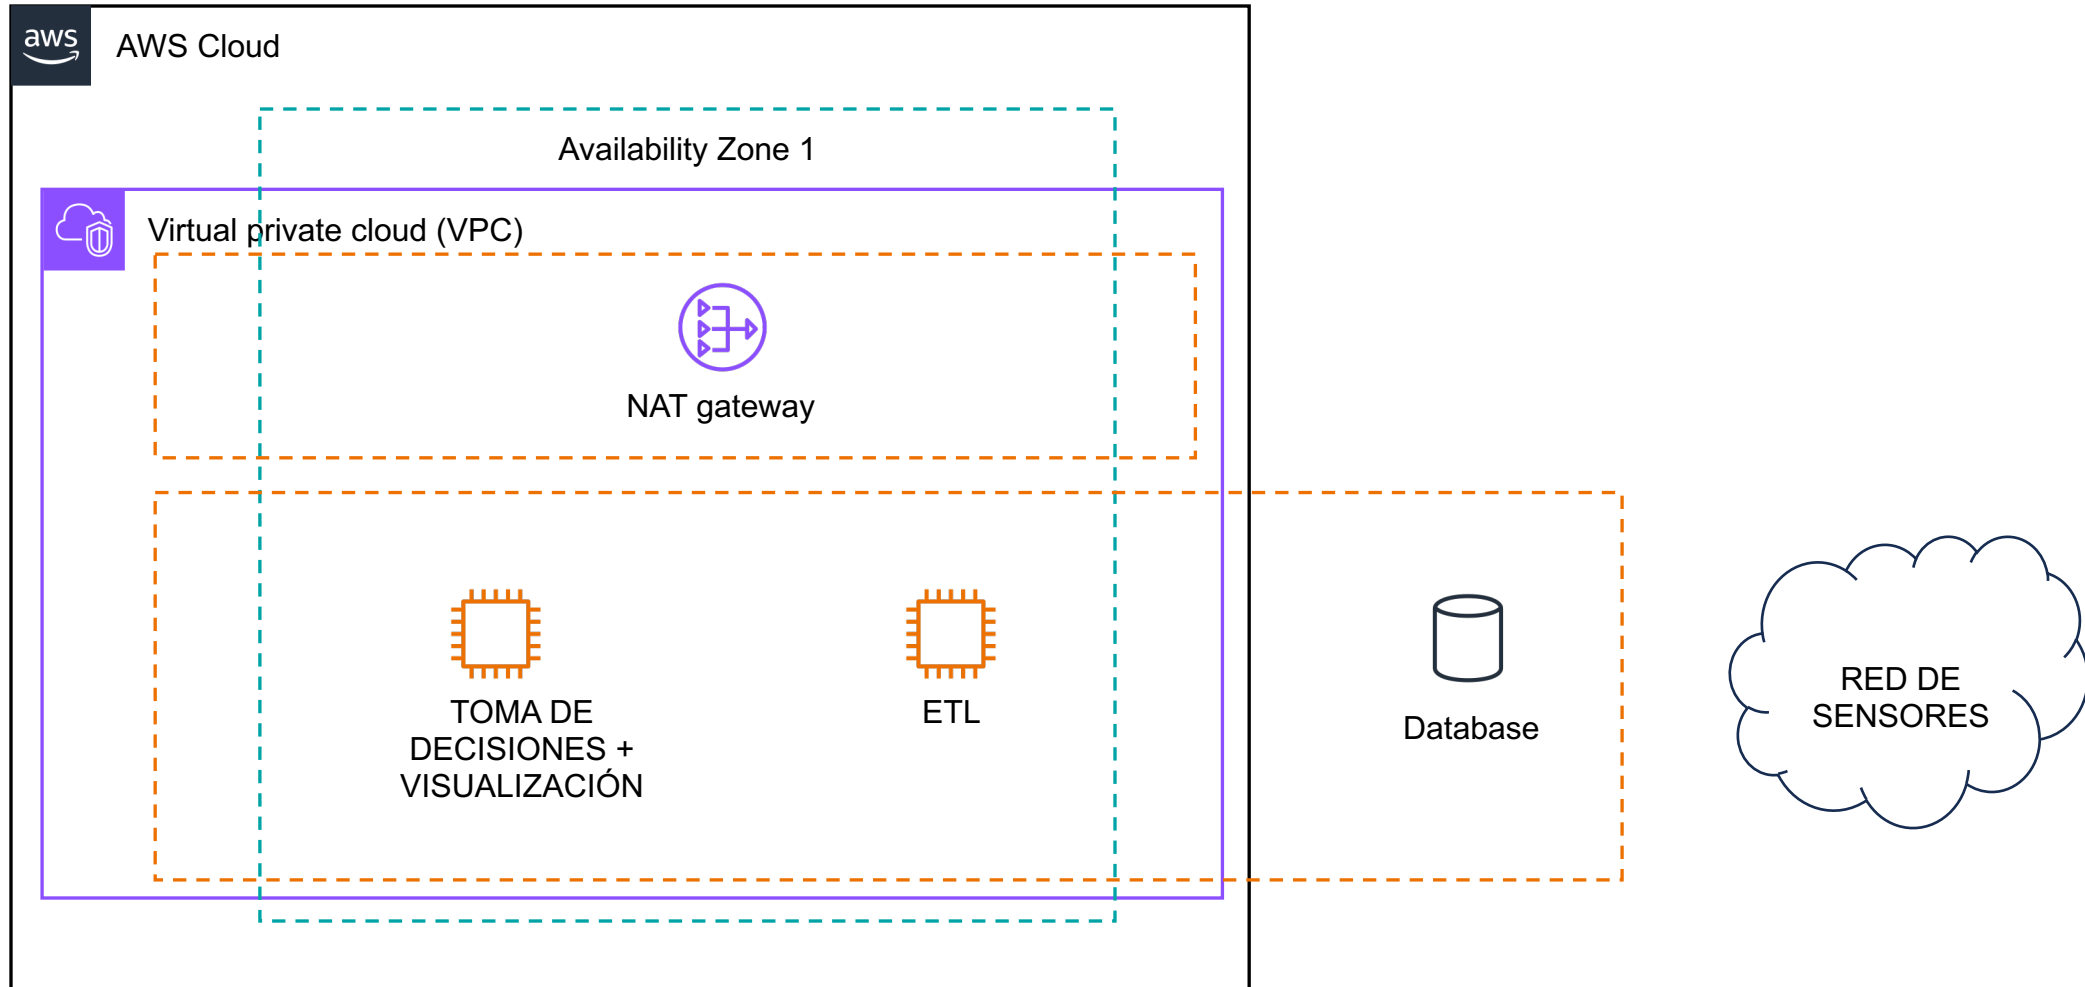 aws
AWS Cloud
Availability Zone 1
Virtual private cloud (VPC)
NAT gateway
TOMA DE
DECISIONES +
VISUALIZACIÓN
ETL
Database
RED DE
SENSORES